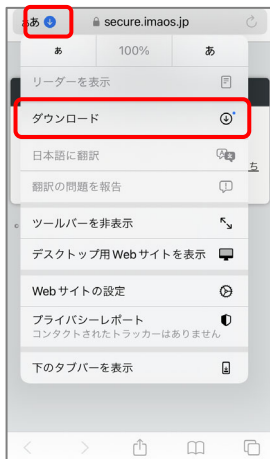 ああ secure.imaos.jp
あ 100% あ
リーダーを表示
ダウンロード
日本語に翻訳
翻訳の問題を報告
ち
ツールバーを非表示
デスクトップ用Webサイトを表示
Webサイトの設定
プライバシーレポート
コンタクトされたトラッカーはありません
下のタブバーを表示